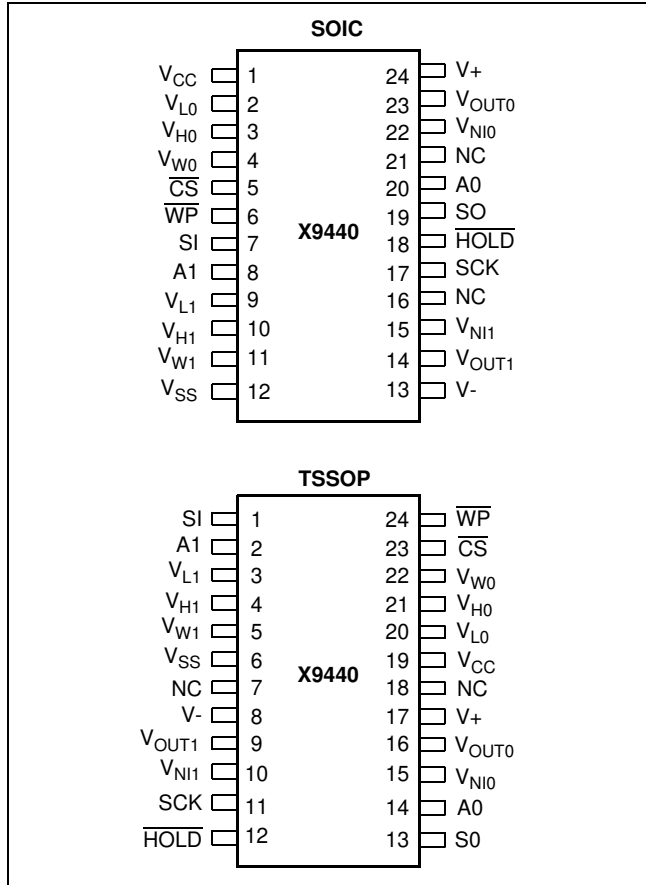 SOIC
VCC 1 24 V+
VL0 2 23 VOUT0
VH0 3 22 VNI0
VW0 4 21 NC
CS 5 20 A0
WP 6 19 SO
X9440
SI 7 18 HOLD
A1 8 17 SCK
VL1 9 16 NC
VH1 10 15 VNI1
VW1 11 14 VOUT1
VSS 12 13 V-
TSSOP
SI 1 24 WP
A1 2 23 CS
VL1 3 22 VW0
VH1 4 21 VH0
VW1 5 20 VL0
VSS 6 19 VCC
X9440
NC 7 18 NC
V- 8 17 V+
VOUT1 9 16 VOUT0
VNI1 10 15 VNI0
SCK 11 14 A0
HOLD 12 13 S0